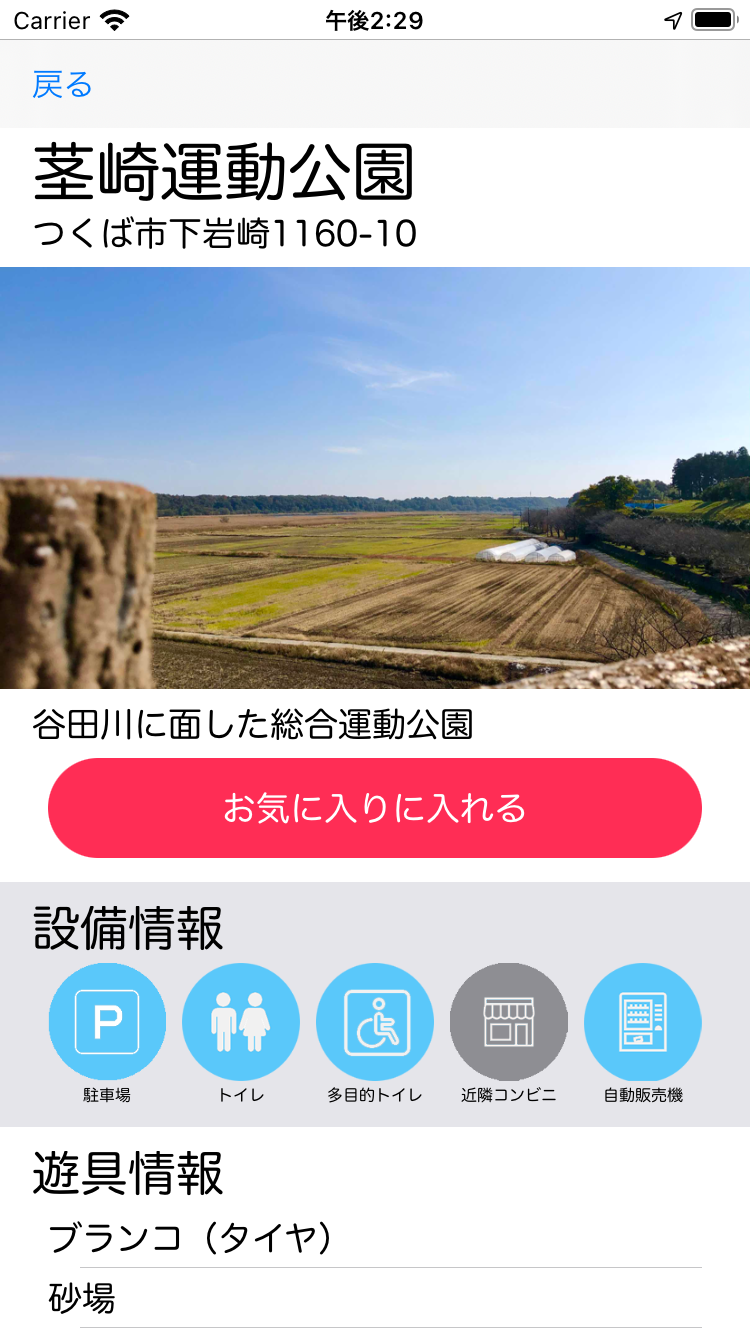 Carrier 午後2:29
戻る
茎崎運動公園
つくば市下岩崎1160-10
谷田川に面した総合運動公園
お気に入りに入れる
設備情報
P
駐車場 トイレ 多目的トイレ 近隣コンビニ 自動販売機
遊具情報
ブランコ（タイヤ）
砂場